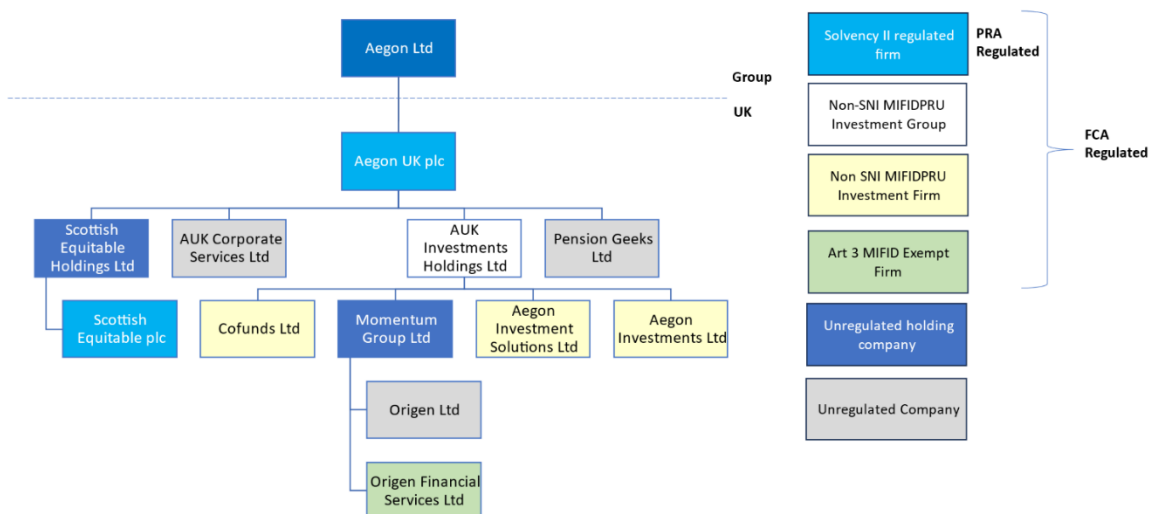 Aegon Ltd
Group
UK
Aegon UK plc
Scottish
Equitable
Holdings Ltd
AUK Corporate
Services Ltd
AUK
Investments
Holdings Ltd
Pension Geeks
Ltd
Scottish
Equitable plc
Cofunds Ltd
Momentum
Group Ltd
Aegon
Investment
Solutions Ltd
Aegon
Investments Ltd
Origen Ltd
Origen Financial
Services Ltd
Solvency II regulated
firm
PRA
Regulated
Non-SNI MIFIDPRU
Investment Group
Non SNI MIFIDPRU
Investment Firm
Art 3 MIFID Exempt
Firm
FCA
Regulated
Unregulated holding
company
Unregulated Company